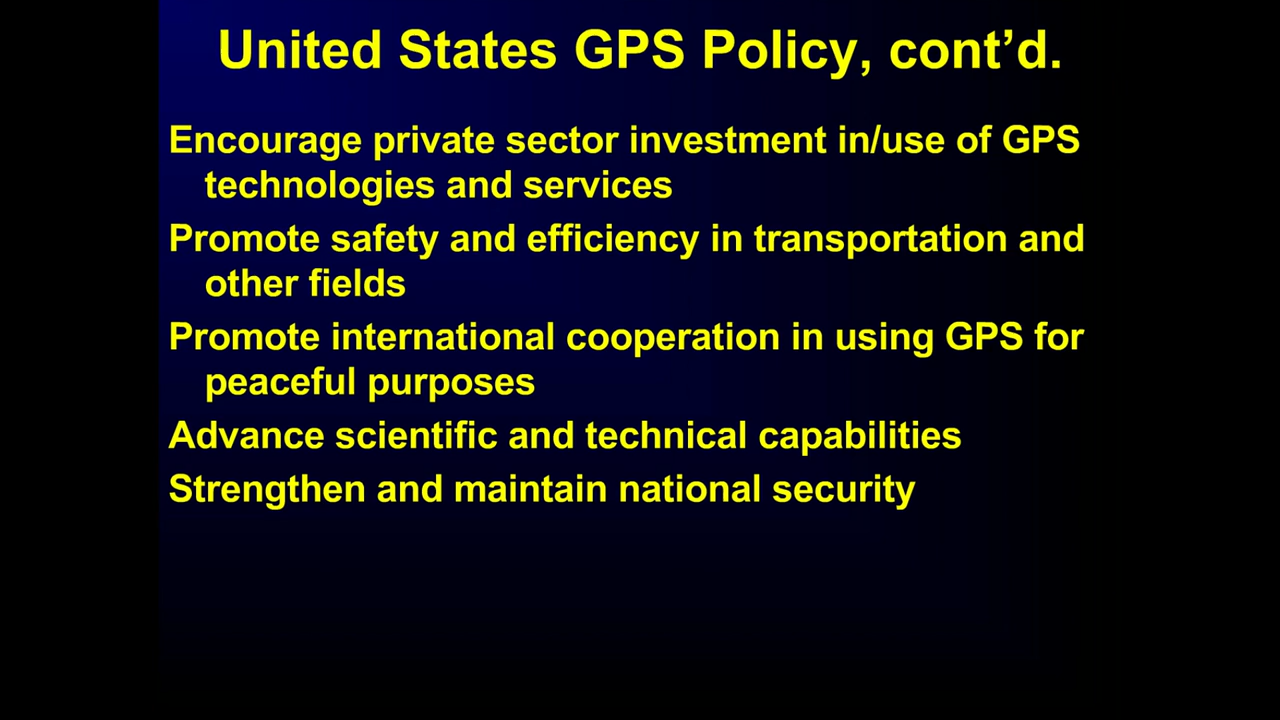 United States GPS Policy, cont’d.
Encourage private sector investment in/use of GPS
technologies and services
Promote safety and efficiency in transportation and
other fields
Promote international cooperation in using GPS for
peaceful purposes
Advance scientific and technical capabilities
Strengthen and maintain national security